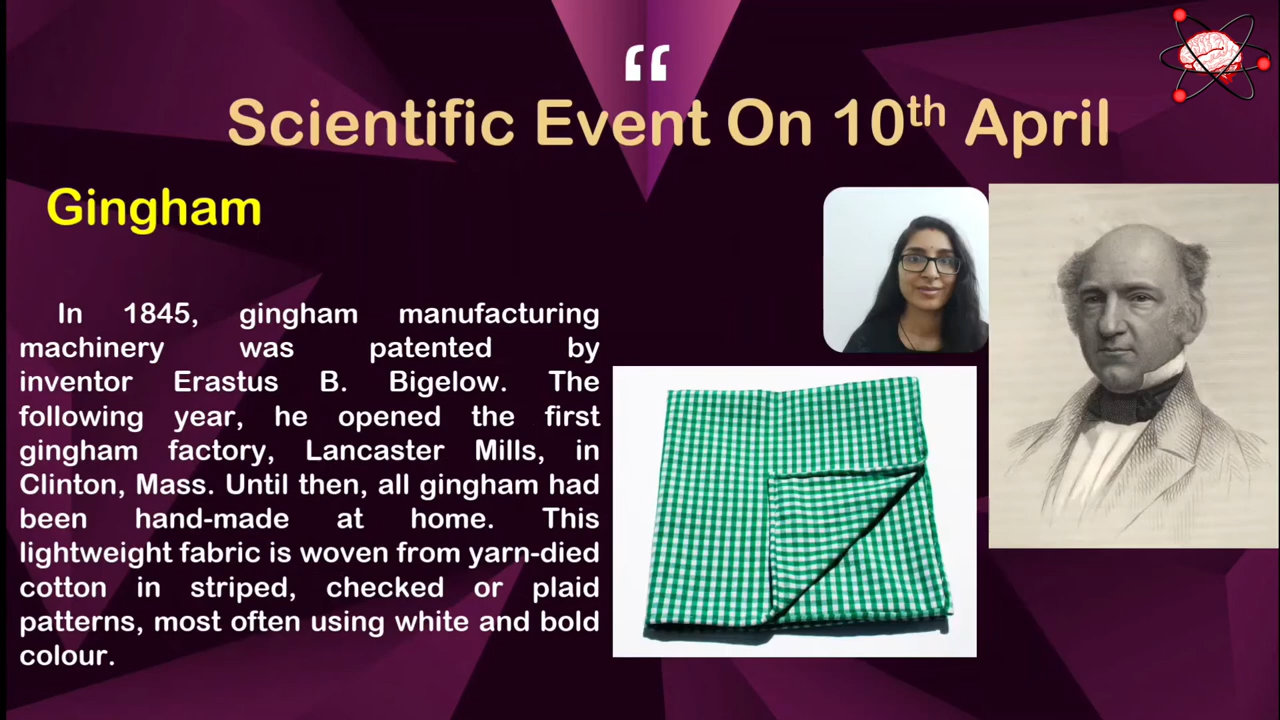 “
Scientific Event On 10th April
Gingham
In 1845, gingham manufacturing
machinery was patented by
inventor Erastus B. Bigelow. The
following year, he opened the first
gingham factory, Lancaster Mills, in
Clinton, Mass. Until then, all gingham had
been hand-made at home. This
lightweight fabric is woven from yarn-died
cotton in striped, checked or plaid
patterns, most often using white and bold
colour.